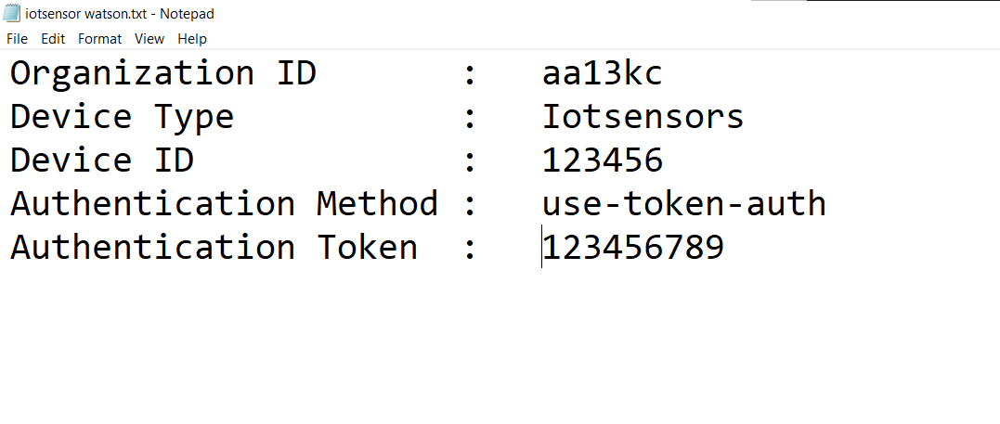 iotsensor watson.txt - Notepad
File Edit Format View Help
Organization ID : aa13kc
Device Type : Iotsensors
Device ID : 123456
Authentication Method : use-token-auth
Authentication Token : 123456789